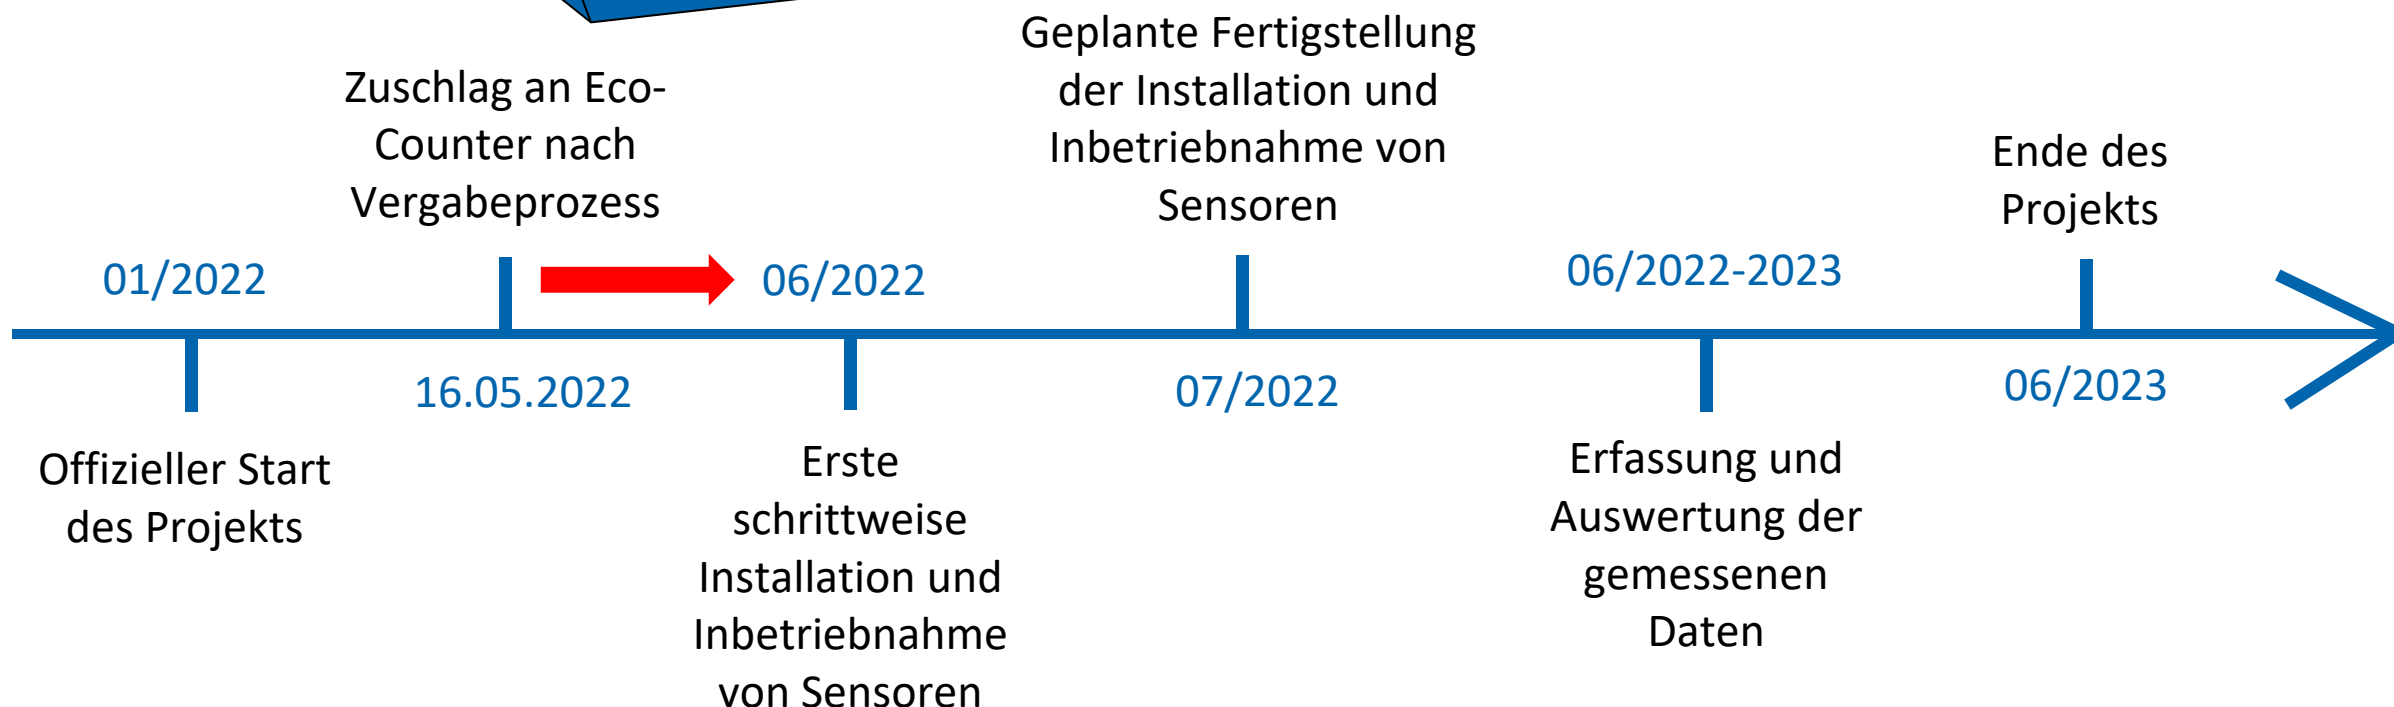 Zuschlag an Eco-
Counter nach
Vergabeprozess
Geplante Fertigstellung
der Installation und
Inbetriebnahme von
Sensoren
Ende des
Projekts
01/2022
06/2022
06/2022-2023
16.05.2022
07/2022
06/2023
Offizieller Start
des Projekts
Erste
schrittweise
Installation und
Inbetriebnahme
von Sensoren
Erfassung und
Auswertung der
gemessenen
Daten